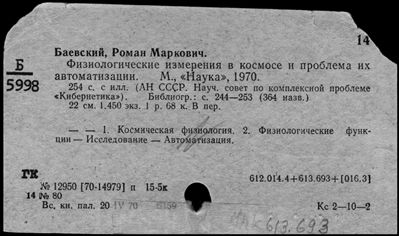 14
Баевский, Роман Маркович.
Физиологические измерения в космосе и проблема их
автоматизации. М., «Наука», 1970.
Б
5998
254 с. с илл. (АН СССР. Науч. совет по комплексной проблеме
«Кибернетика»). Библиогр.: с. 244—253 (364 назв.)
22 см. 1.450 экз. 1 р. 68 к. В пер.
— — 1. Космическая физиология. 2. Физиологические функ-
ции — Исследование — Автоматизация.
ГК
№ 12950 [70-14979] п 15-5к
612.014.4+613.693+[016.3]
14 № 80
Вс. кн. пал. 20 IV 70 6159
Кс 2—10—2
613.693